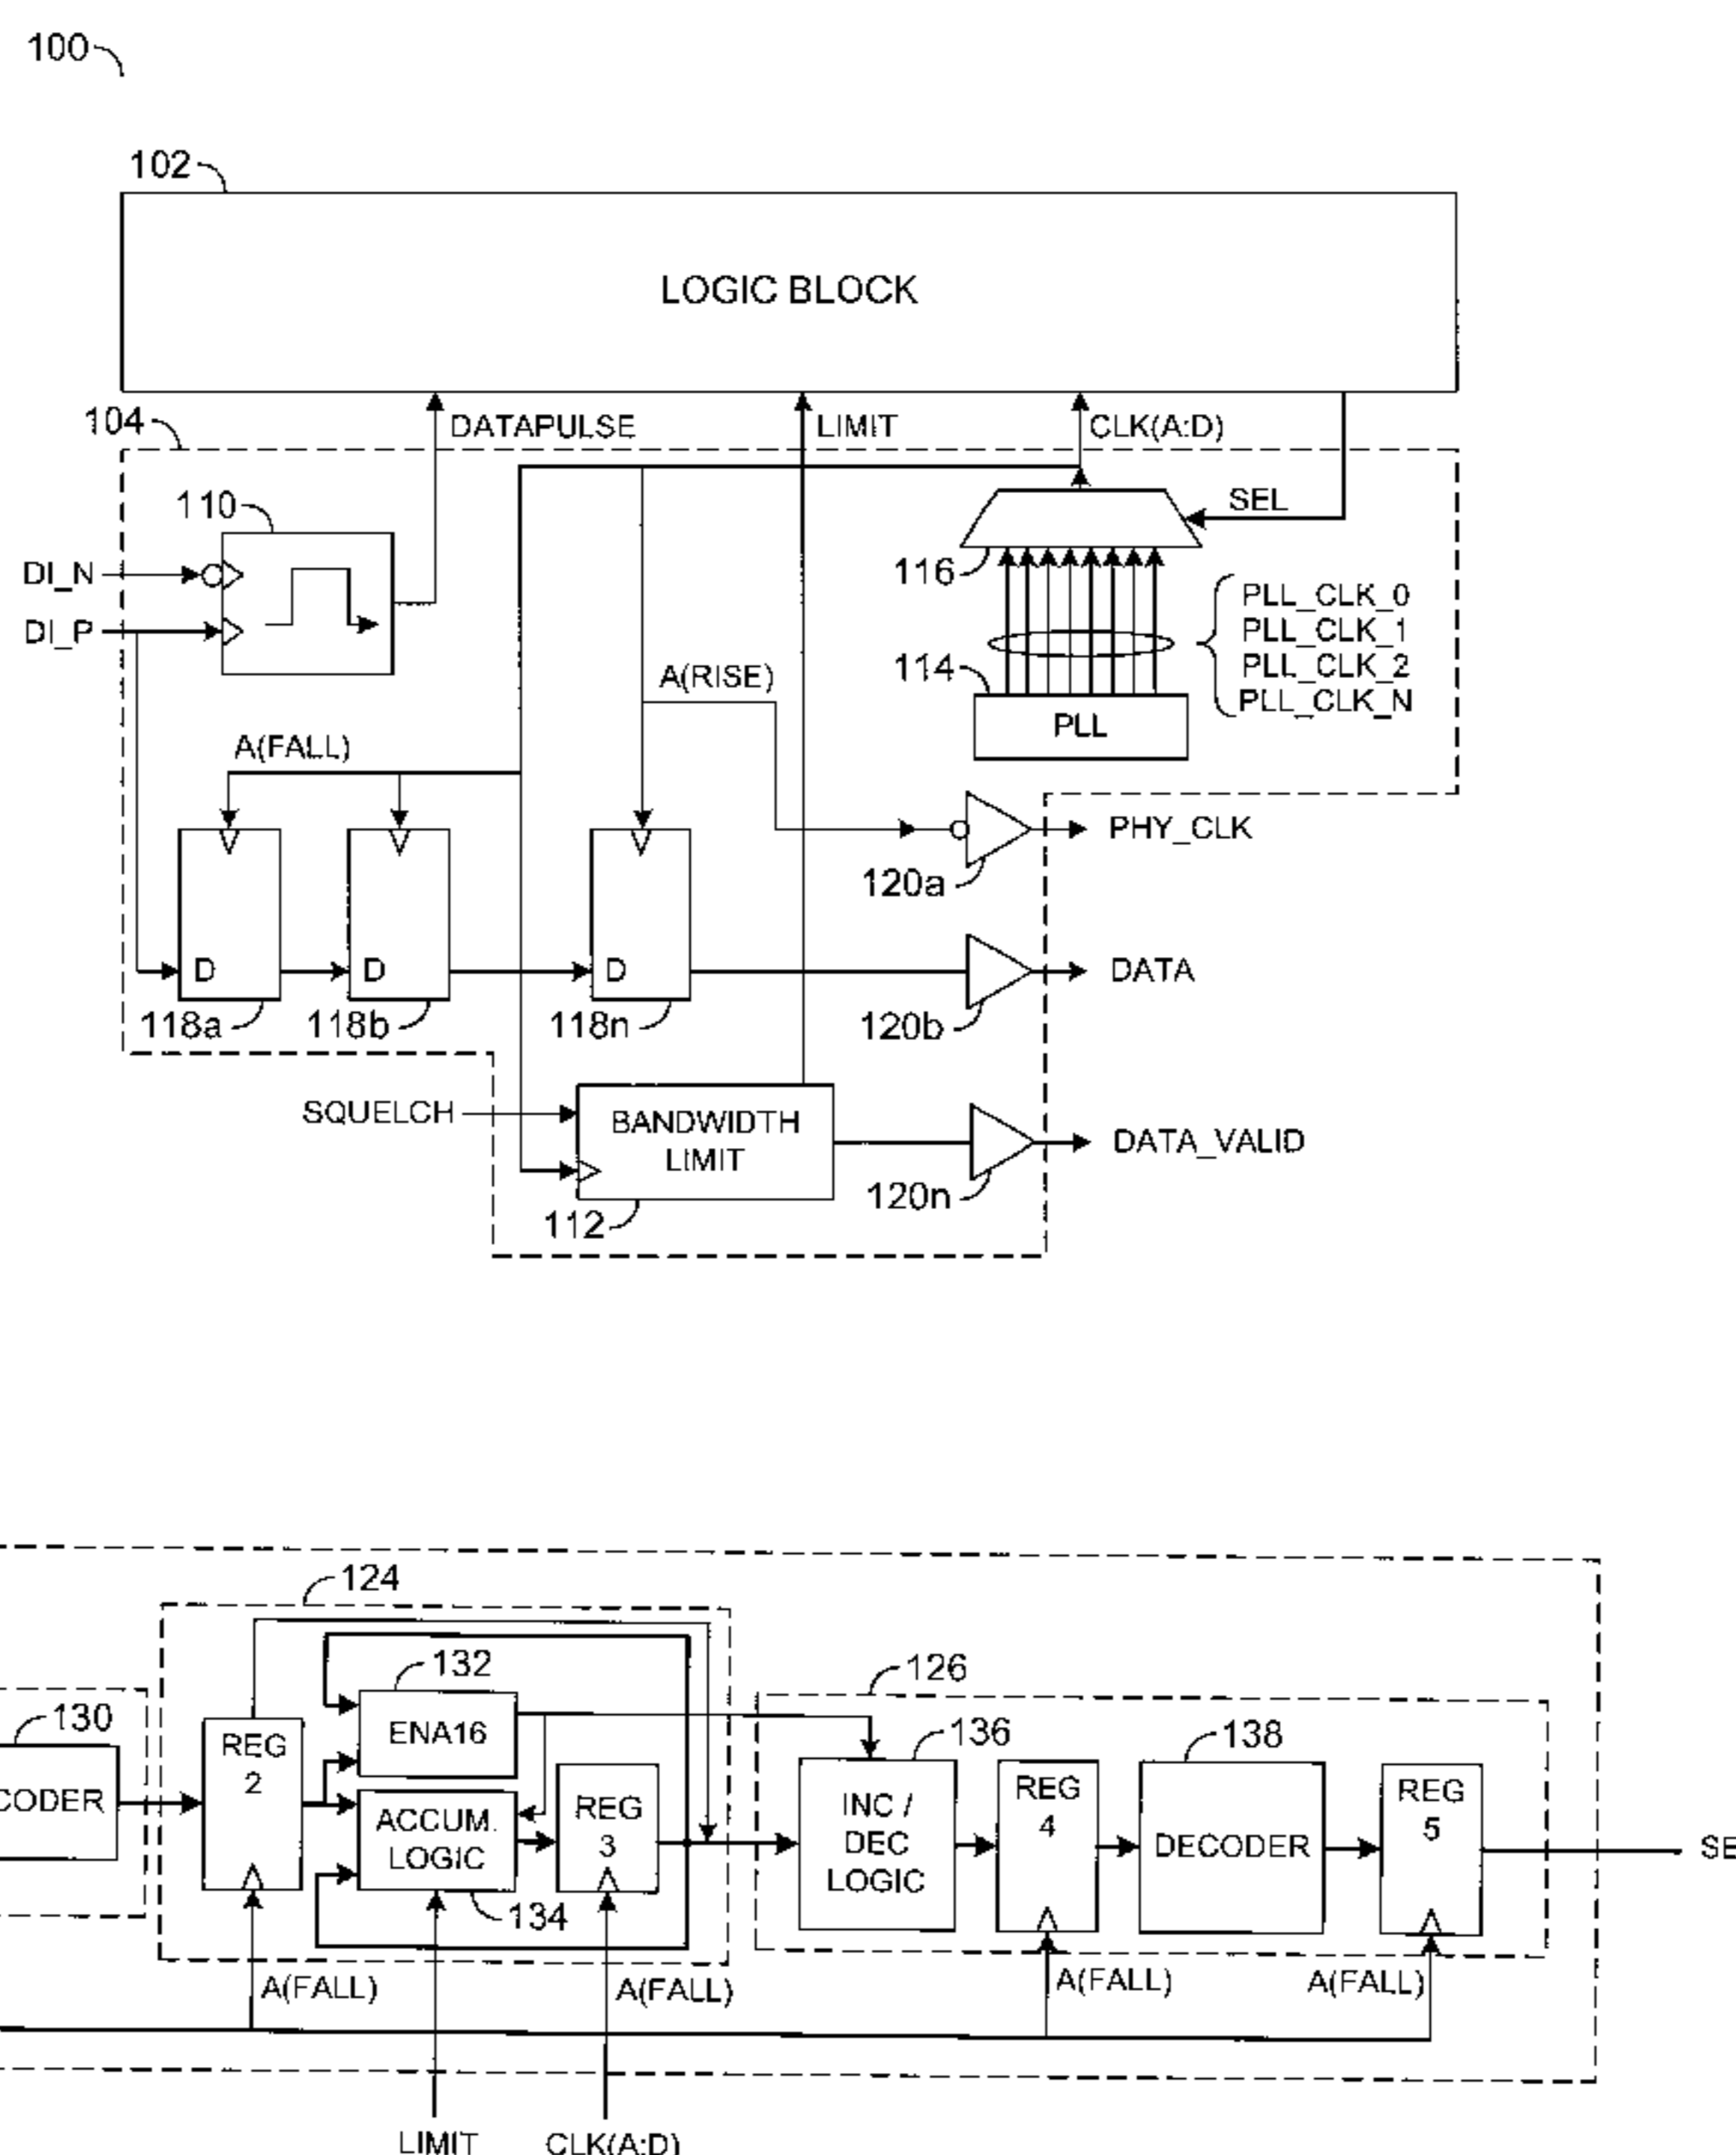 100
102
LOGIC BLOCK
104
DATAPULSE
LIMIT
CLK(A:D)
110
SEL
DI_N
116
PLL_CLK_0
DI_P
PLL_CLK_1
PLL_CLK_2
114
A(RISE)
PLL_CLK_N
PLL
A(FALL)
PHY_CLK
120a
D
D
D
DATA
118a
118b
118n
120b
SQUELCH
BANDWIDTH
LIMIT
DATA_VALID
120n
112
124
132
126
130
REG
2
ENA16
136
138
CODER
REG
3
ACCUM.
LOGIC
INC /
DEC
LOGIC
REG
4
DECODER
REG
5
SE
134
A(FALL)
A(FALL)
A(FALL)
A(FALL)
LIMIT
CLK(A:D)